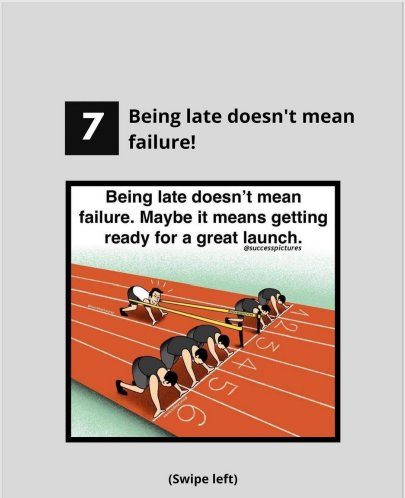 7
Being late doesn't mean
failure!
Being late doesn't mean
failure. Maybe it means getting
ready for a great launch.
@successpictures
1
2
3
4
5
6
(Swipe left)